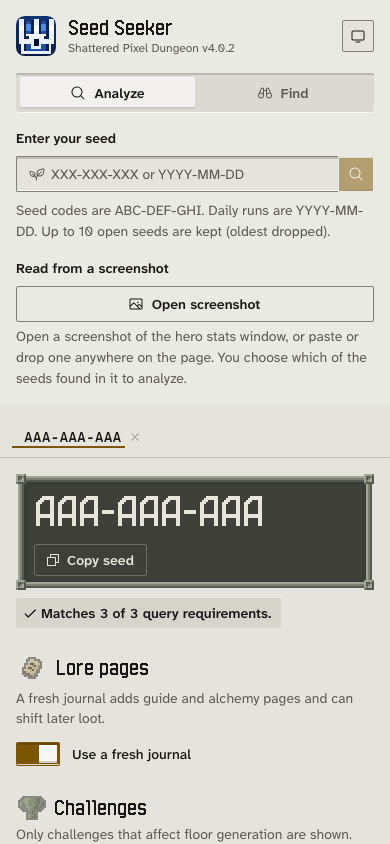 Seed Seeker
Shattered Pixel Dungeon v4.0.2
Analyze
Find
Enter your seed
XXX-XXX-XXX or YYYY-MM-DD
Seed codes are ABC-DEF-GHI. Daily runs are YYYY-MM-
DD. Up to 10 open seeds are kept (oldest dropped).
Read from a screenshot
Open screenshot
Open a screenshot of the hero stats window, or paste or
drop one anywhere on the page. You choose which of the
seeds found in it to analyze.
AAA-AAA-AAA
AAA-AAA-AAA
Copy seed
Matches 3 of 3 query requirements.
Lore pages
A fresh journal adds guide and alchemy pages and can
shift later loot.
Use a fresh journal
Challenges
Only challenges that affect floor generation are shown.